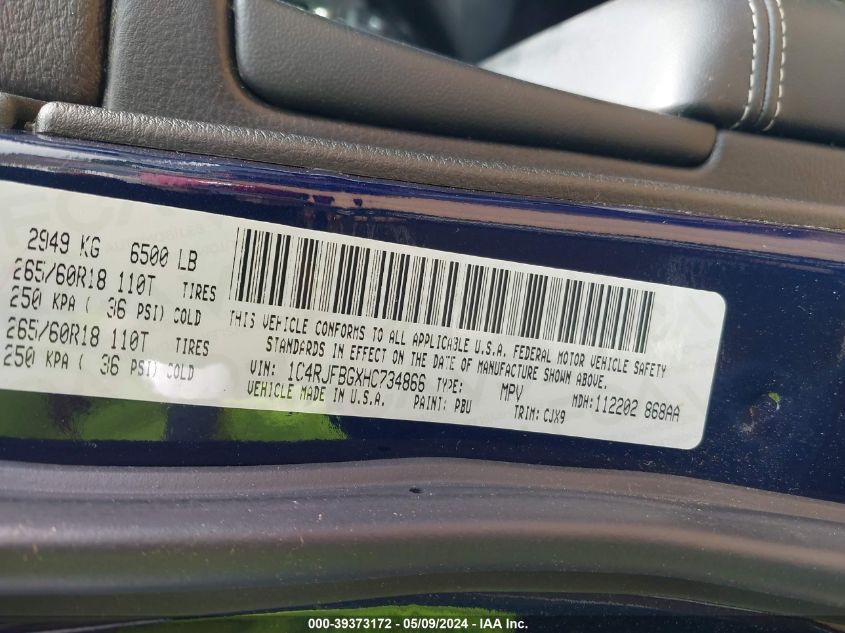 2949 KG 6500 LB
265/60R18 110T TIRES
250 KPA ( 36 PSI) COLD
265/60R18 110T TIRES
250 KPA ( 36 PSI) COLD
THIS VEHICLE CONFORMS TO ALL APPLICABLE U.S.A. FEDERAL MOTOR VEHICLE SAFETY
STANDARDS IN EFFECT ON THE DATE OF MANUFACTURE SHOWN ABOVE.
VIN: 1C4RJFBGXHC734866 TYPE: MPV MDH:112202 868AA
VEHICLE MADE IN U.S.A. PAINT: PBU TRIM: CJX9
000-39373172 - 05/09/2024 - IAA Inc.